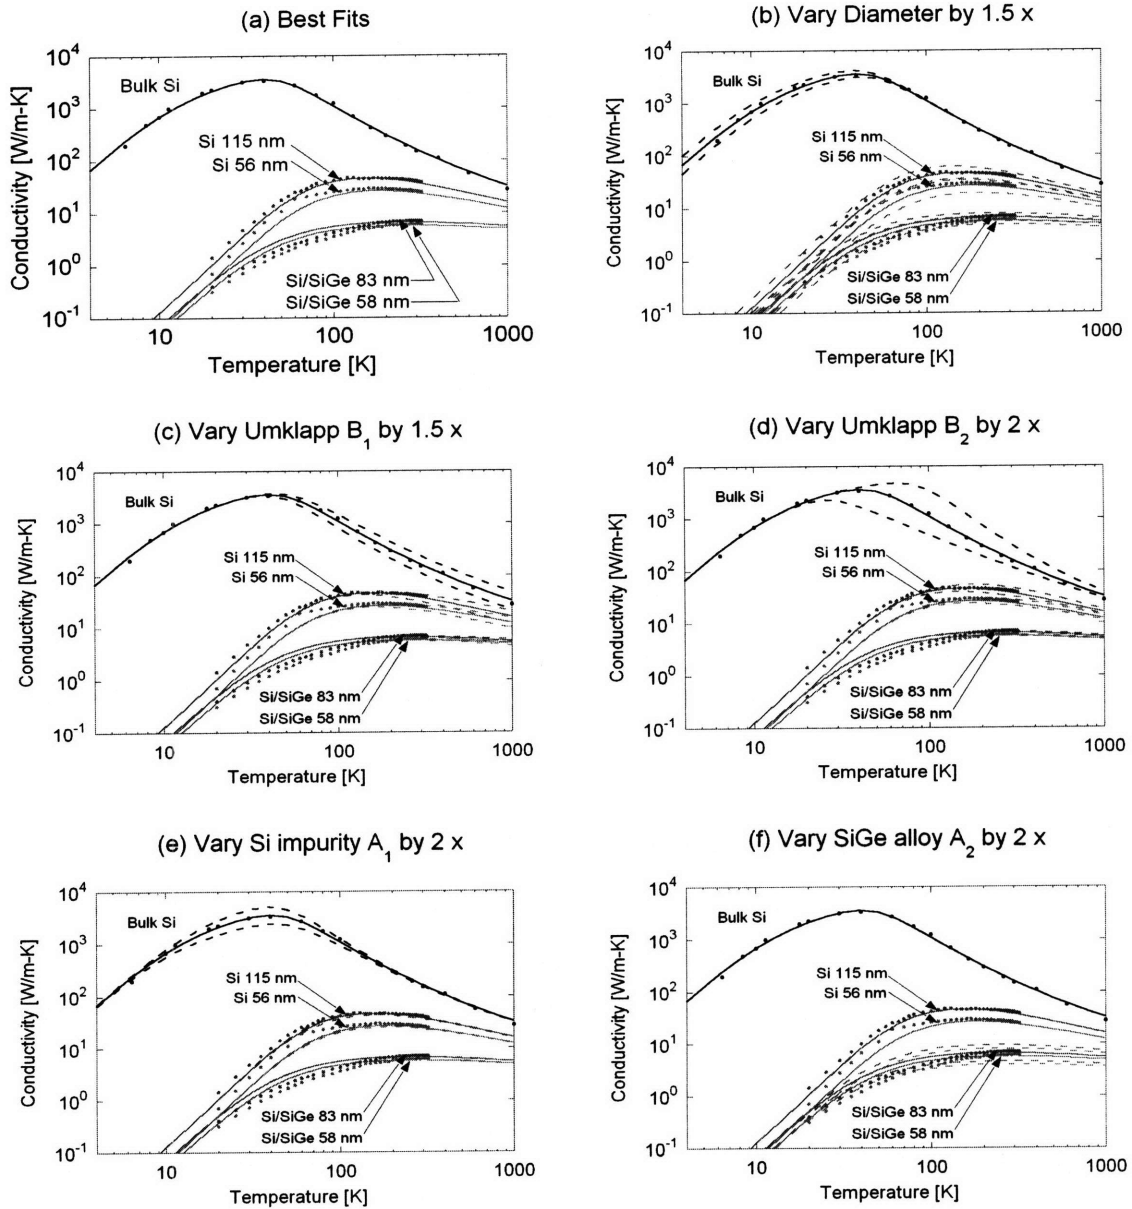 (a) Best Fits
Conductivity [W/m-K]
10^4
10^3
10^2
10^1
10^0
10^-1
Bulk Si
Si 115 nm
Si 56 nm
Si/SiGe 83 nm
Si/SiGe 58 nm
10
100
1000
Temperature [K]
(b) Vary Diameter by 1.5 x
Conductivity [W/m-K]
10^4
10^3
10^2
10^1
10^0
10^-1
Bulk Si
Si 115 nm
Si 56 nm
Si/SiGe 83 nm
Si/SiGe 58 nm
10
100
1000
Temperature [K]
(c) Vary Umklapp B_1 by 1.5 x
Conductivity [W/m-K]
10^4
10^3
10^2
10^1
10^0
10^-1
Bulk Si
Si 115 nm
Si 56 nm
Si/SiGe 83 nm
Si/SiGe 58 nm
10
100
1000
Temperature [K]
(d) Vary Umklapp B_2 by 2 x
Conductivity [W/m-K]
10^4
10^3
10^2
10^1
10^0
10^-1
Bulk Si
Si 115 nm
Si 56 nm
Si/SiGe 83 nm
Si/SiGe 58 nm
10
100
1000
Temperature [K]
(e) Vary Si impurity A_1 by 2 x
Conductivity [W/m-K]
10^4
10^3
10^2
10^1
10^0
10^-1
Bulk Si
Si 115 nm
Si 56 nm
Si/SiGe 83 nm
Si/SiGe 58 nm
10
100
1000
Temperature [K]
(f) Vary SiGe alloy A_2 by 2 x
Conductivity [W/m-K]
10^4
10^3
10^2
10^1
10^0
10^-1
Bulk Si
Si 115 nm
Si 56 nm
Si/SiGe 83 nm
Si/SiGe 58 nm
10
100
1000
Temperature [K]